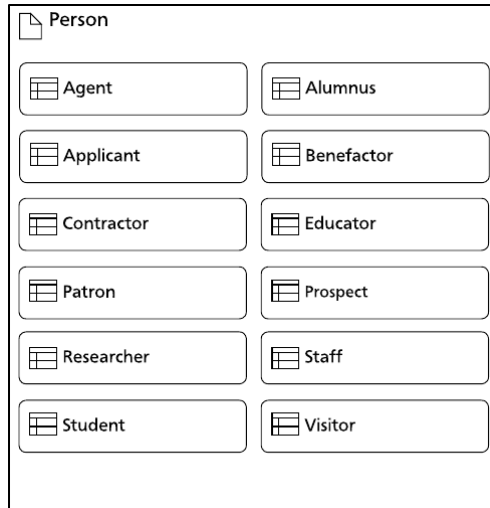 Person
Agent
Alumnus
Applicant
Benefactor
Contractor
Educator
Patron
Prospect
Researcher
Staff
Student
Visitor